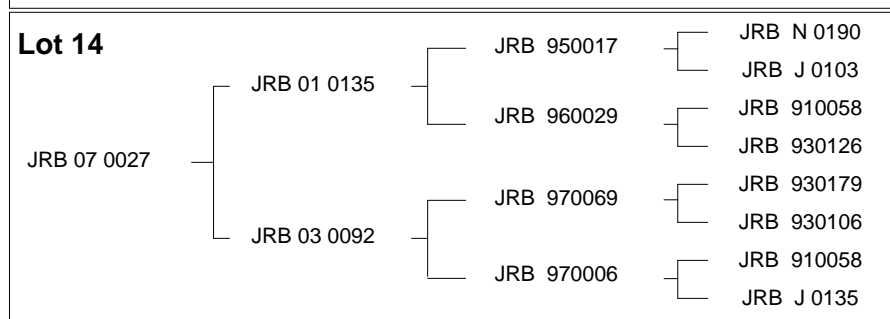 Lot 14
JRB 07 0027
JRB 01 0135
JRB 03 0092
JRB 950017
JRB 960029
JRB 970069
JRB 970006
JRB N 0190
JRB J 0103
JRB 910058
JRB 930126
JRB 930179
JRB 930106
JRB 910058
JRB J 0135